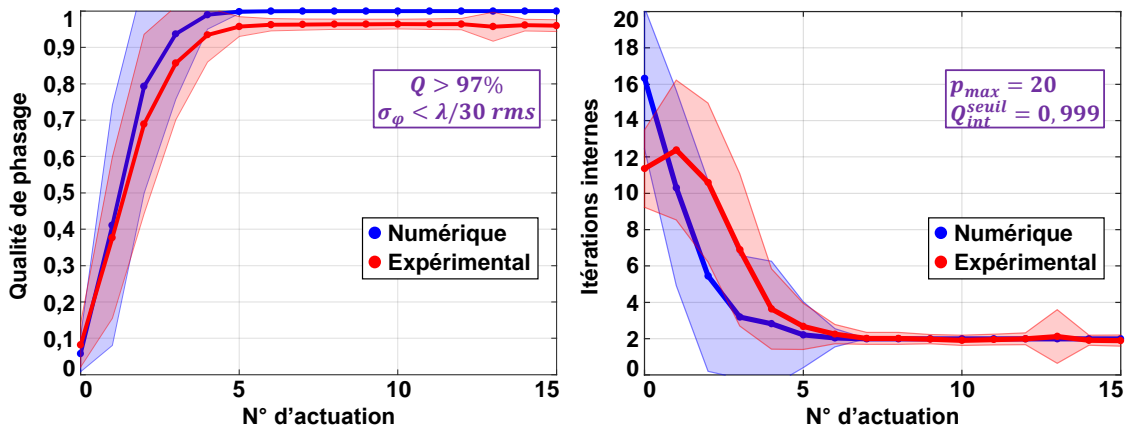 Qualité de phasage
1
0,9
0,8
0,7
0,6
0,5
0,4
0,3
0,2
0,1
0
0 5 10 15
N° d'actuation
Q > 97%
σ_φ < λ/30 rms
Numérique
Expérimental
Itérations internes
20
18
16
14
12
10
8
6
4
2
0
0 5 10 15
N° d'actuation
p_max = 20
Q_int^seuil = 0,999
Numérique
Expérimental